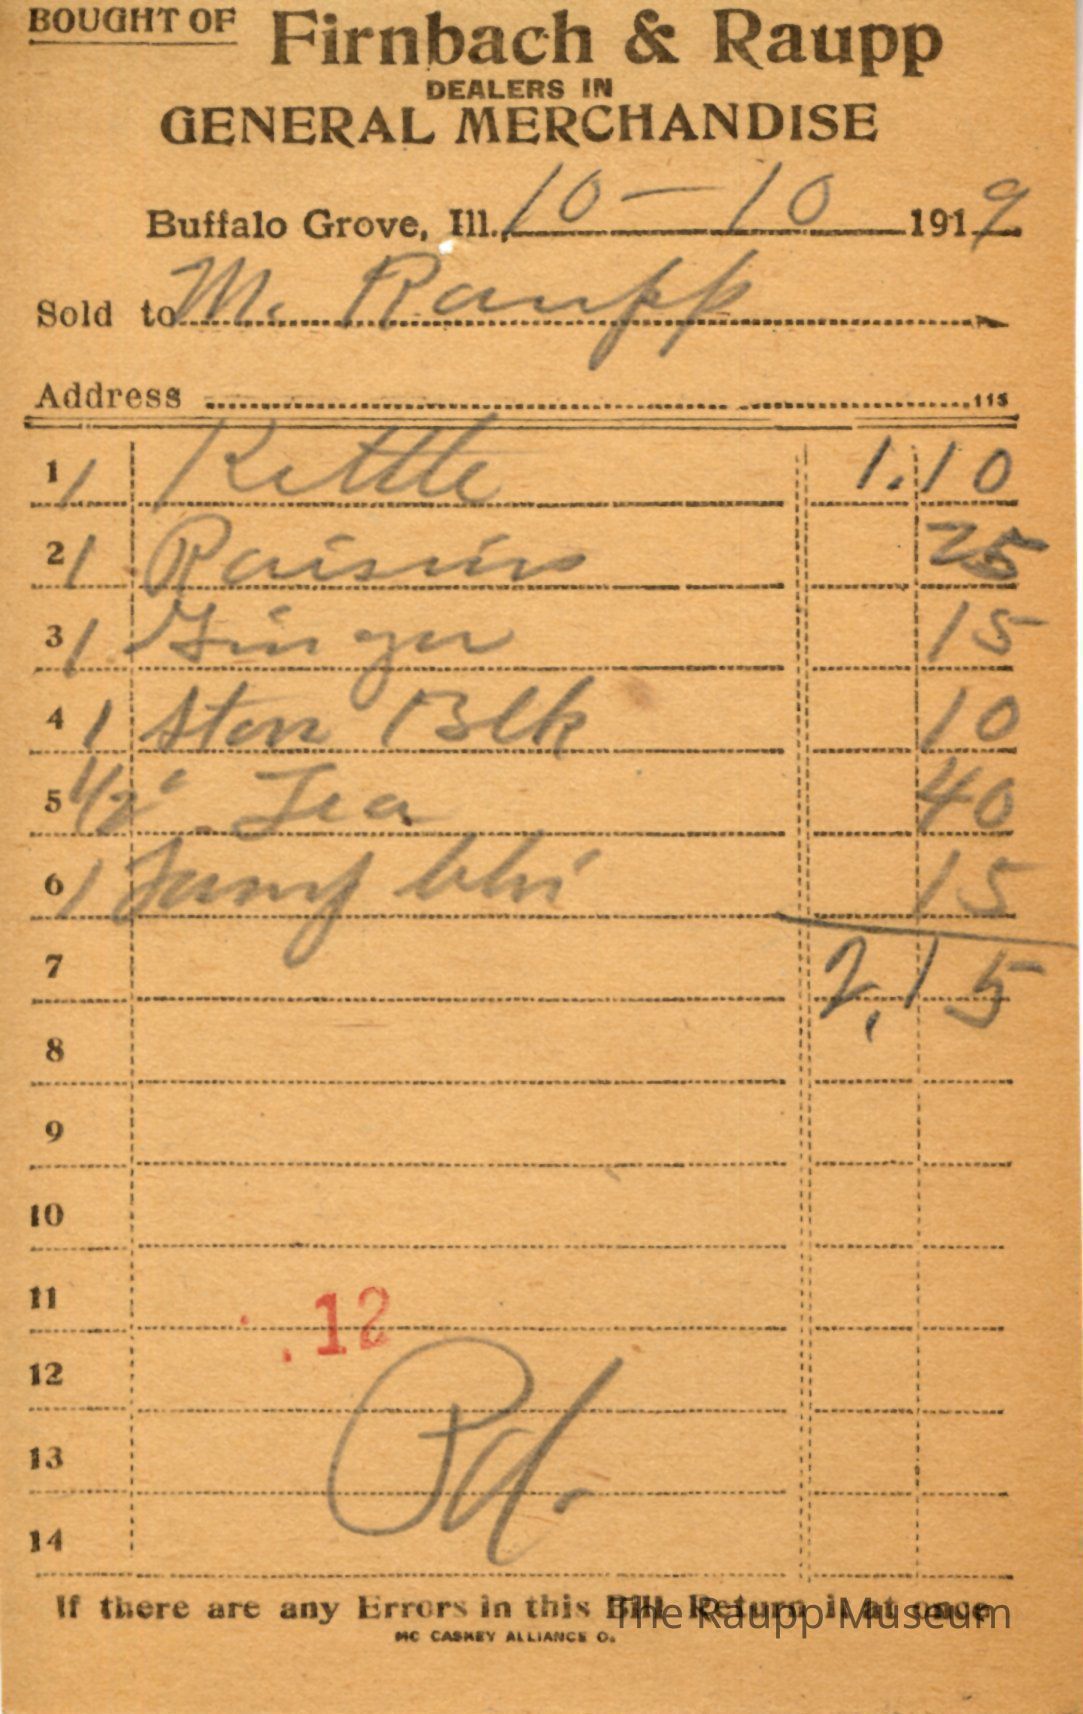 BOUGHT OF Firnbach & Raupp
DEALERS IN
GENERAL MERCHANDISE
Buffalo Grove, Ill., 10-10 1919
Sold to M. Raupp
Address 115
1 1 Kettle 1.10
2 1 Raisins 25
3 1 Ginger 15
4 1 Stov Blk 10
5 1/2 Tea 40
6 1 15
7 2.15
8
9
10
11
.12
12
13
Pd.
14
If there are any Errors in this Bill Return it at once
The Raupp Museum
MC CASKEY ALLIANCE O.